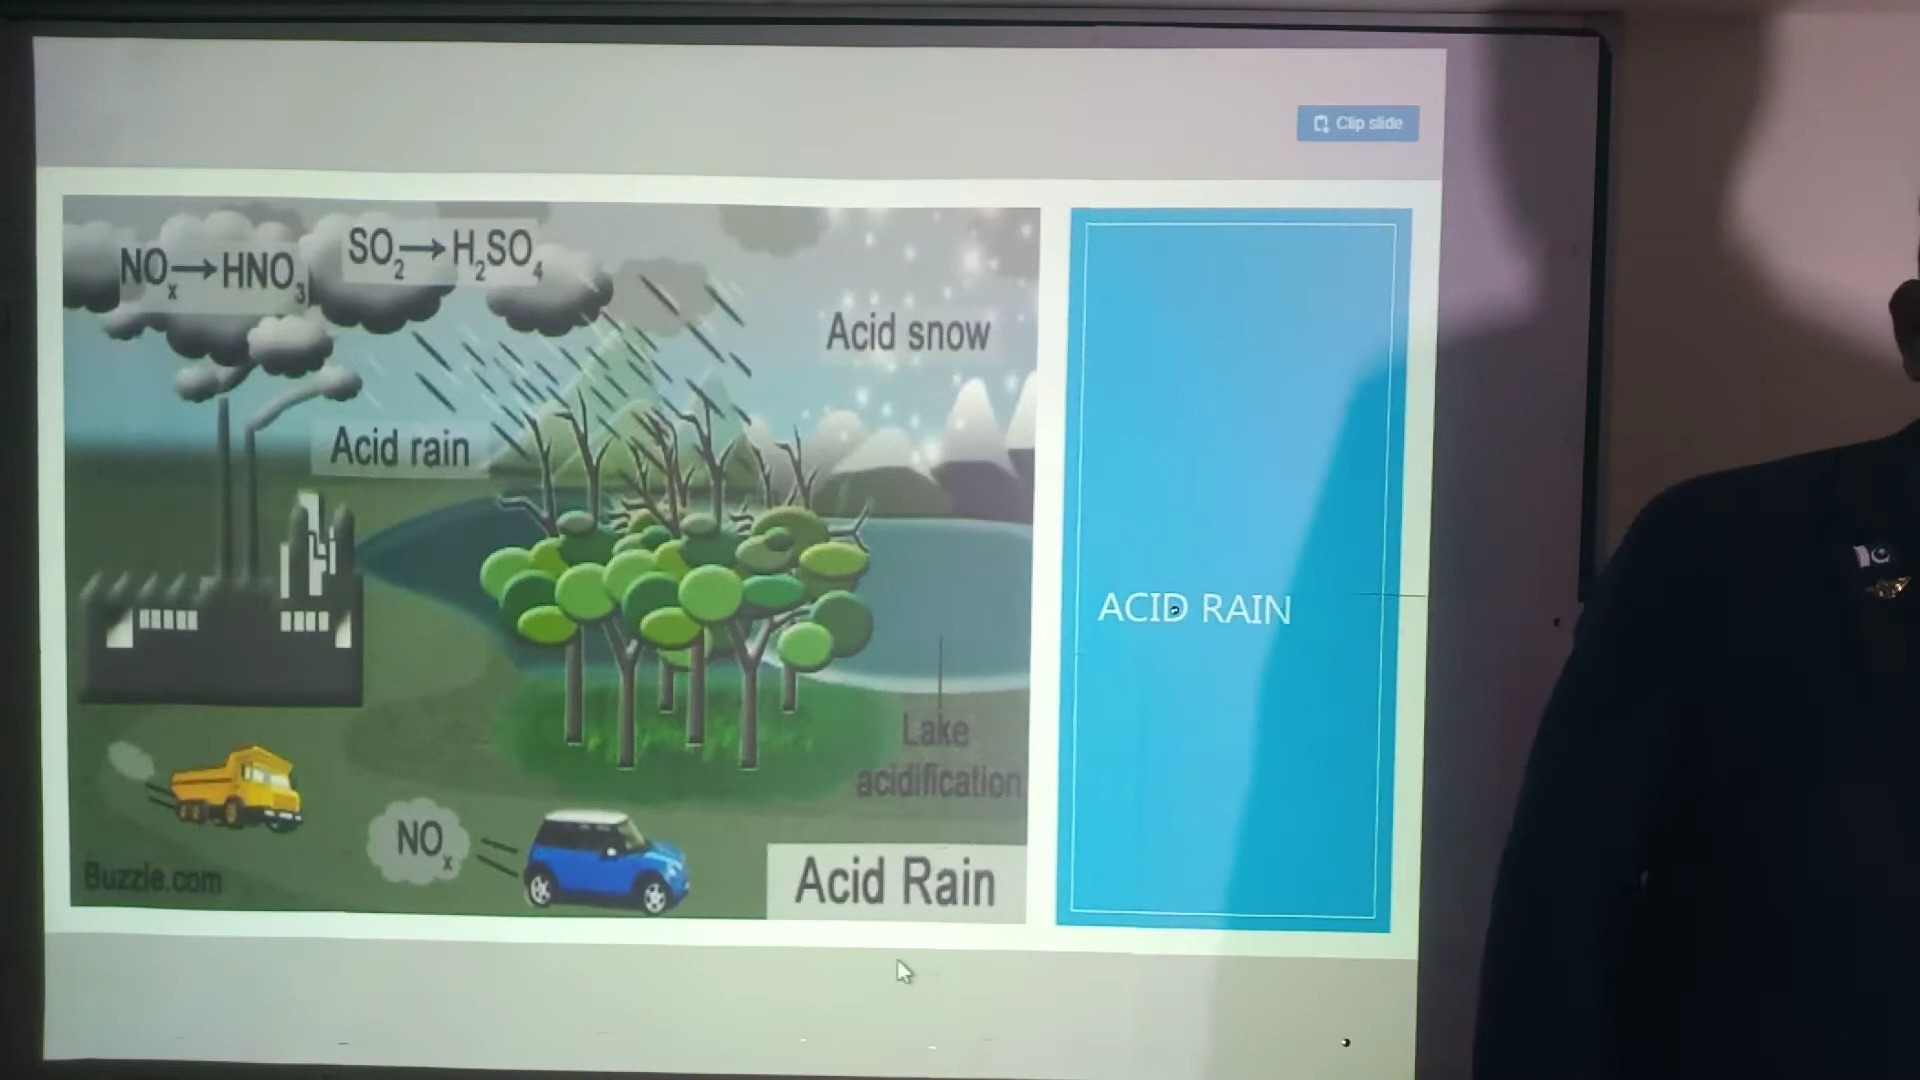 Clip slide
NOx→HNO3
SO2→H2SO4
Acid snow
Acid rain
Lake
acidification
NOx
Buzzle.com
Acid Rain
ACID RAIN